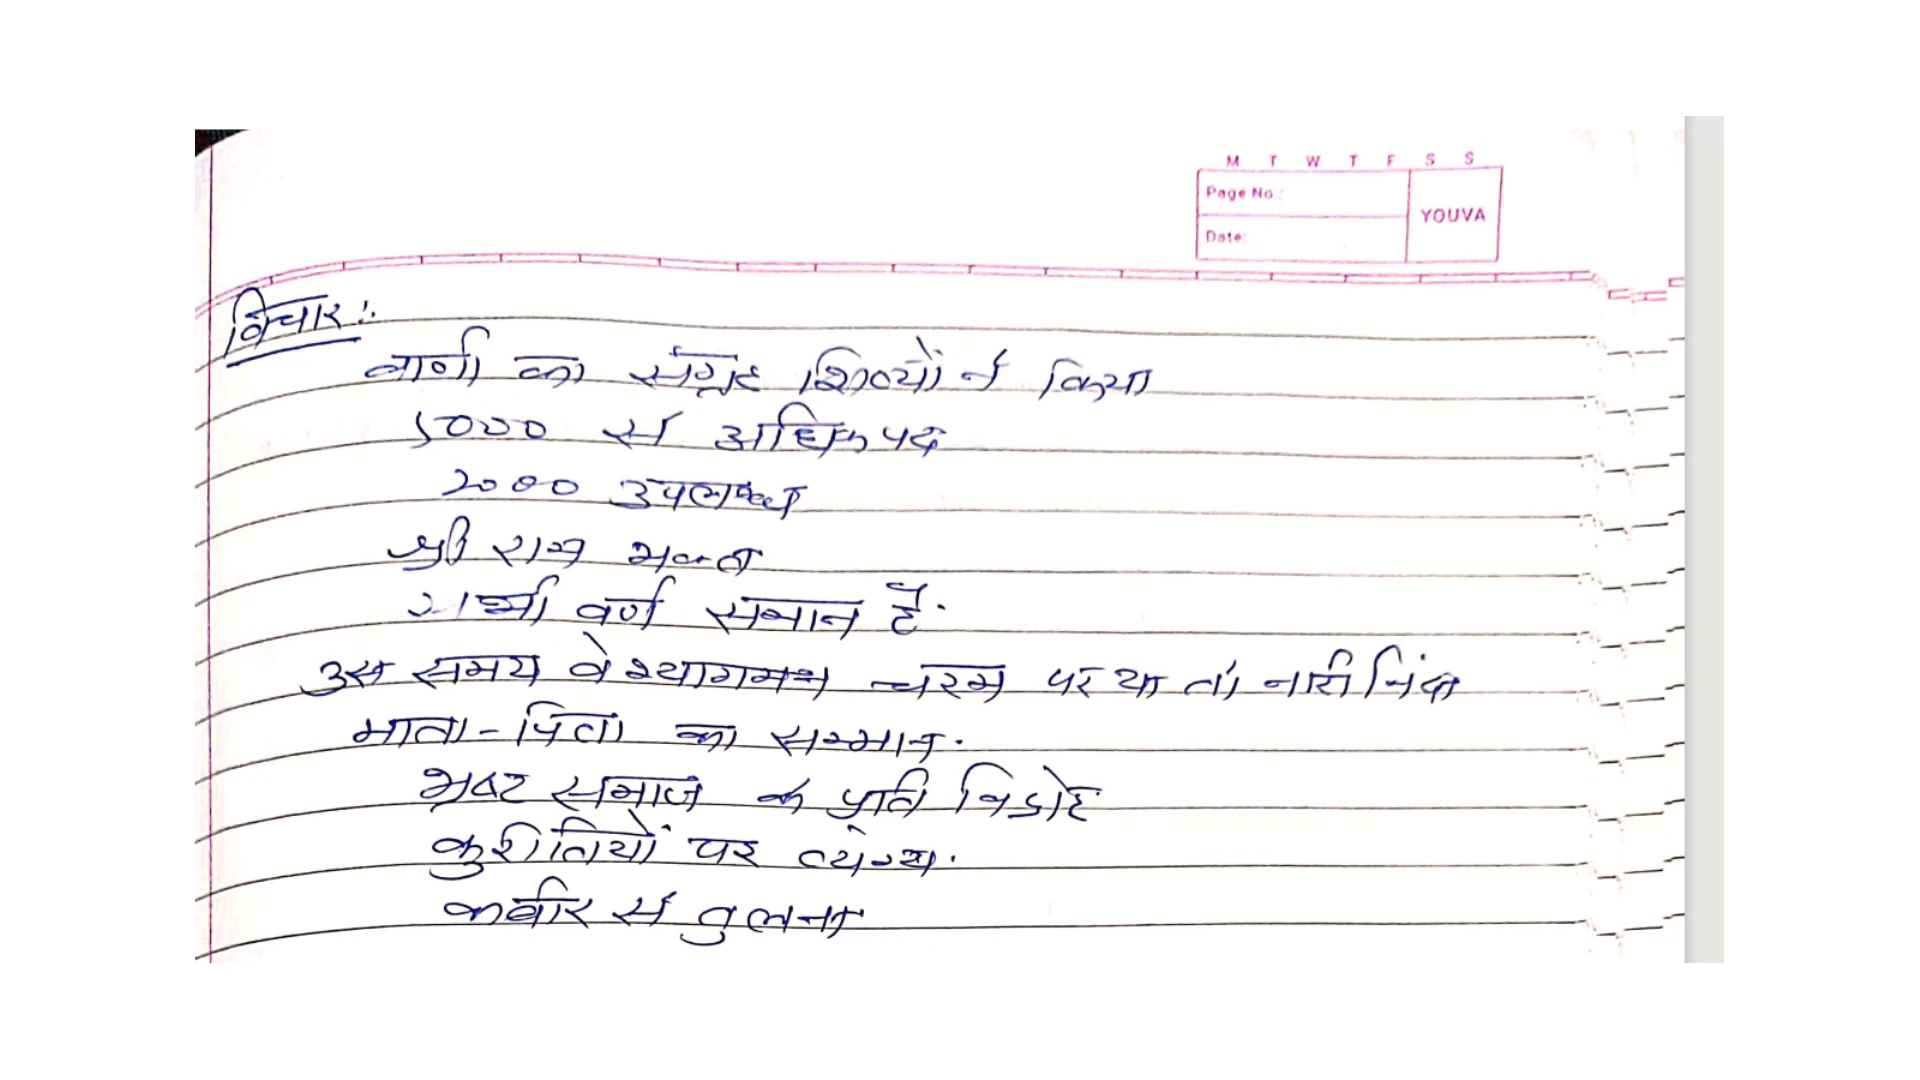 M T W T F S S
Page No.:
YOUVA
Date:
विचार :.
वाणी का संग्रह शिष्यों ने किया
5000 से अधिक पद
2000 उपलब्ध
श्री राम भक्त
सभी वर्ण समान हैं.
उस समय वेश्यागमन चरम पर था तो नारी निंदा
माता - पिता का सम्मान.
भ्रष्ट समाज के प्रति विद्रोह
कुरीतियों पर व्यंग्य.
कबीर से तुलना